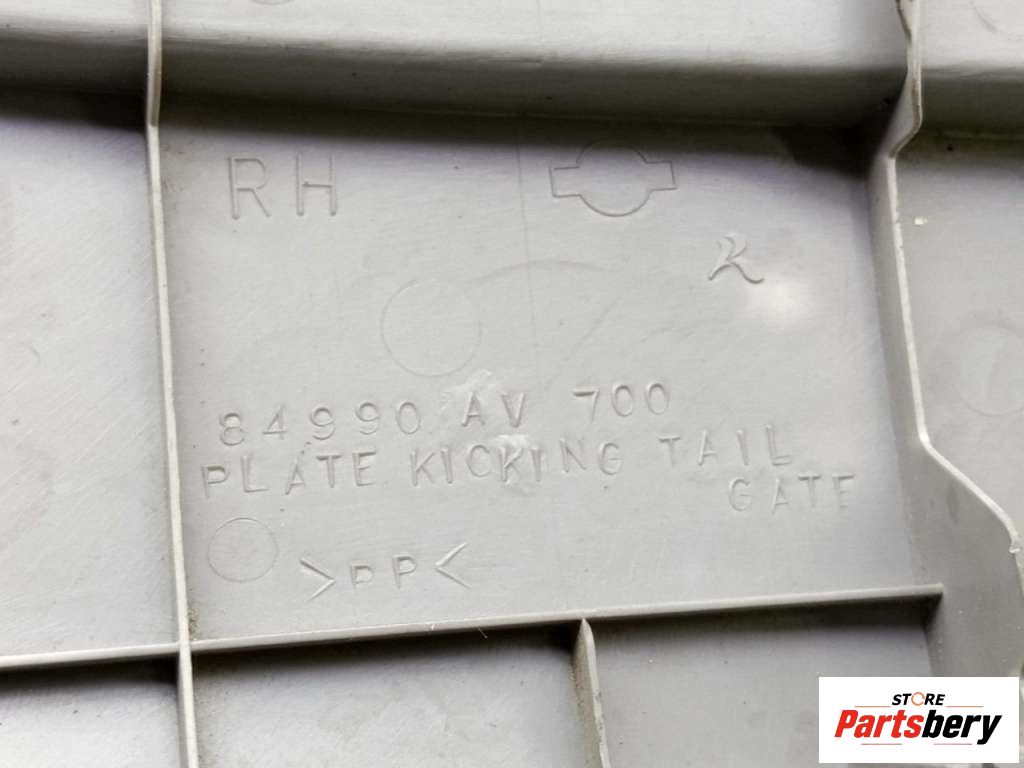 RH
R
84990 AV 700
PLATE KICKING TAIL
GATE
>PP<
STORE
Partsbery